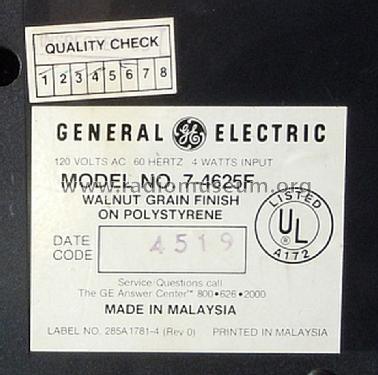 QUALITY CHECK
1 2 3 4 5 6 7 8
GENERAL GE ELECTRIC
120 VOLTS AC 60 HERTZ 4 WATTS INPUT
MODEL NO. 7-4625F
www.radiomuseum.org
WALNUT GRAIN FINISH
ON POLYSTYRENE
LISTED
UL
®
A172
DATE
CODE
4519
Service/Questions call
The GE Answer Center™ 800•626•2000
MADE IN MALAYSIA
LABEL NO. 285A1781-4 (Rev 0) PRINTED IN MALAYSIA